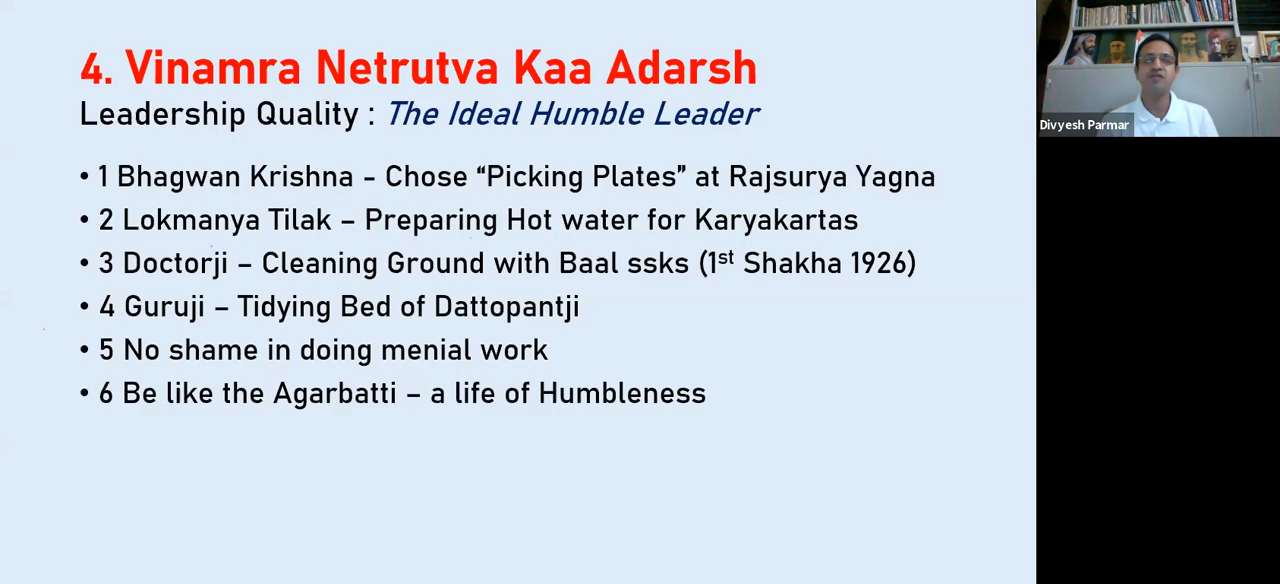 4. Vinamra Netrutva Kaa Adarsh
Leadership Quality : The Ideal Humble Leader
• 1 Bhagwan Krishna - Chose “Picking Plates” at Rajsurya Yagna
• 2 Lokmanya Tilak – Preparing Hot water for Karyakartas
• 3 Doctorji – Cleaning Ground with Baal ssks (1st Shakha 1926)
• 4 Guruji – Tidying Bed of Dattopantji
• 5 No shame in doing menial work
• 6 Be like the Agarbatti – a life of Humbleness
Divyesh Parmar